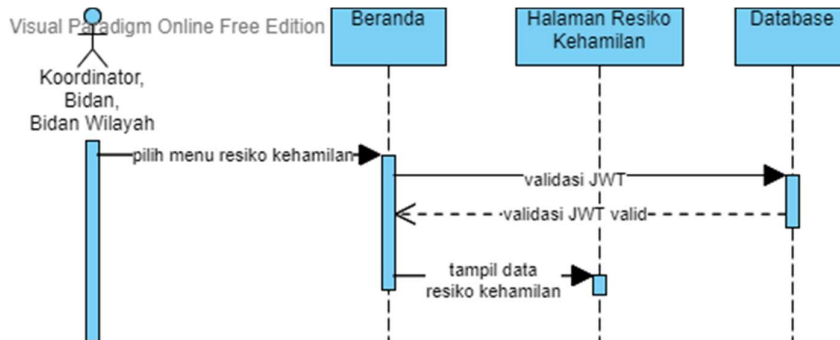 Visual Paradigm Online Free Edition
Beranda
Halaman Resiko
Kehamilan
Database
Koordinator,
Bidan,
Bidan Wilayah
pilih menu resiko kehamilan
validasi JWT
validasi JWT valid
tampil data
resiko kehamilan